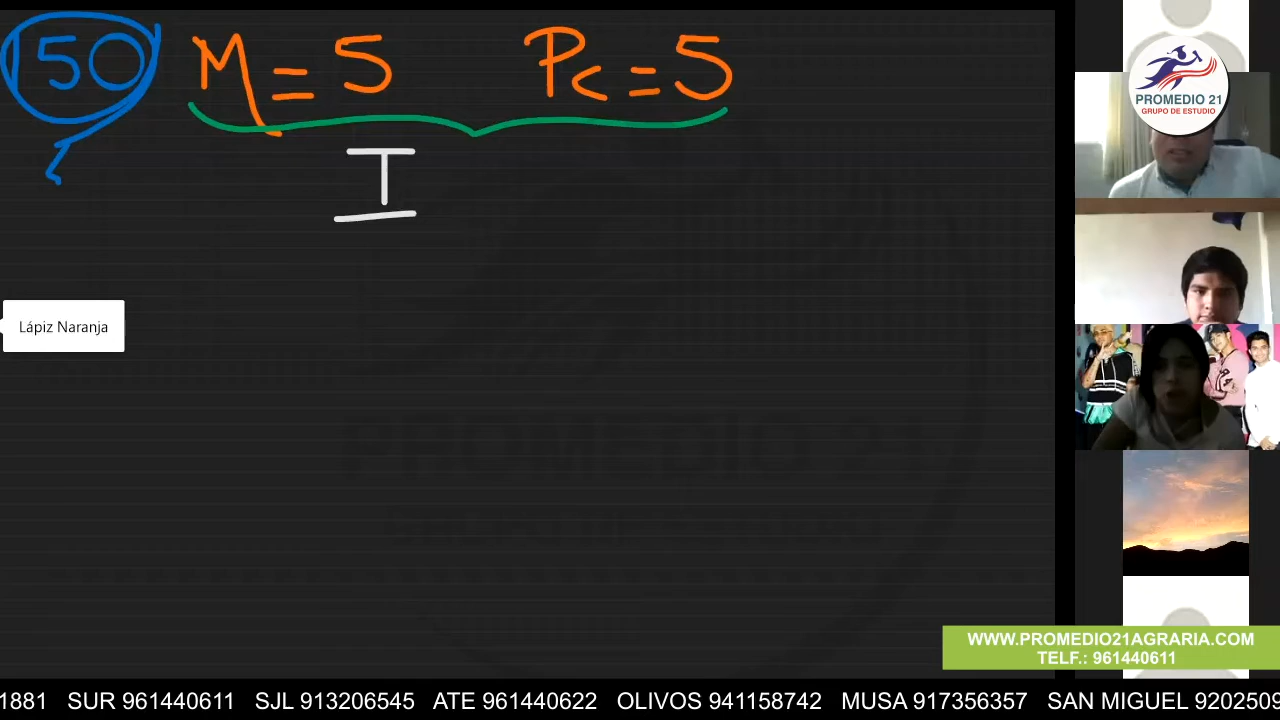 50 M = 5 Pc = 5
I
Lápiz Naranja
PROMEDIO 21
GRUPO DE ESTUDIO
WWW.PROMEDIO21AGRARIA.COM
TELF.: 961440611
1881 SUR 961440611 SJL 913206545 ATE 961440622 OLIVOS 941158742 MUSA 917356357 SAN MIGUEL 9202509